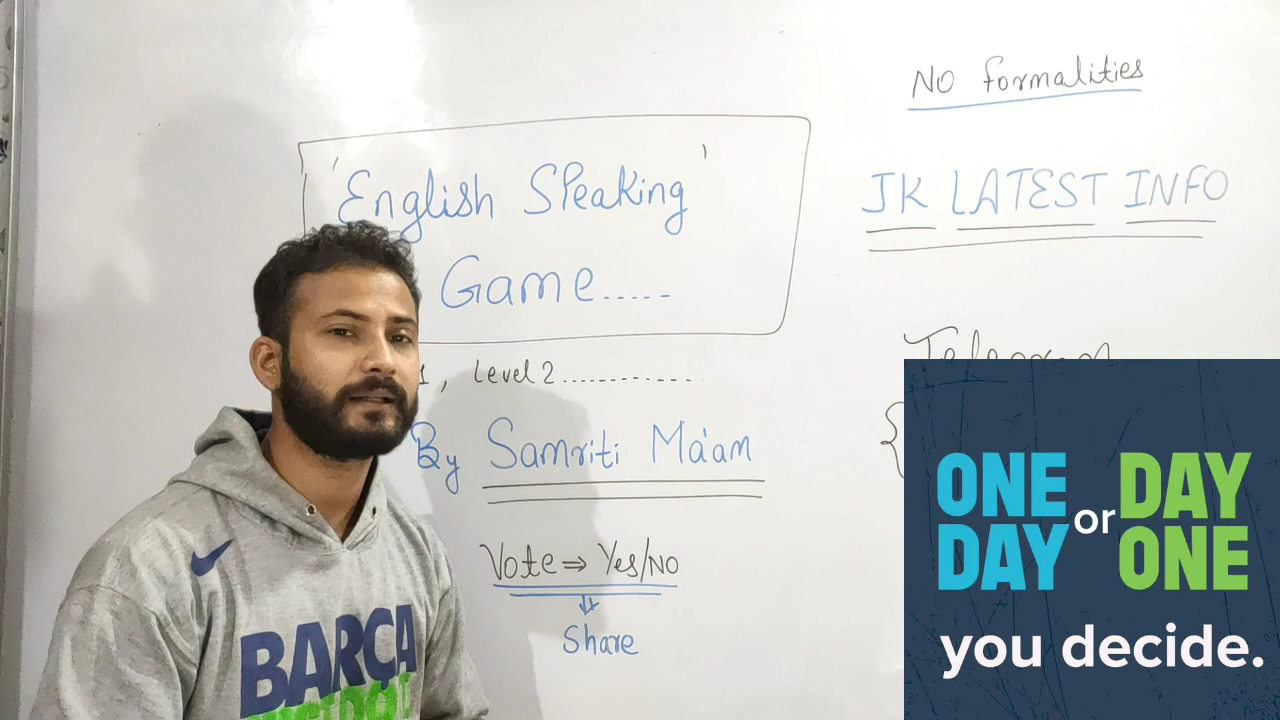 No formalities
'English Speaking'
Game.....
JK LATEST INFO
1, Level 2..............
Telegram
{
By Samriti Ma'am
Vote ⇒ Yes/No
Share
BARÇA
ONE DAY or DAY ONE
you decide.